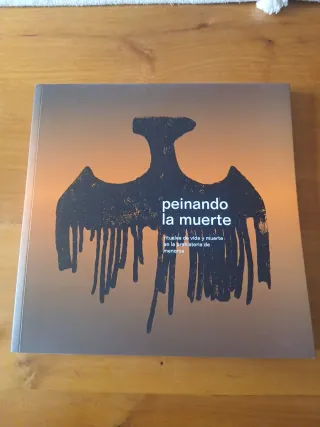 peinando
la muerte
rituales de vida y muerte
en la prehistoria de
menorca